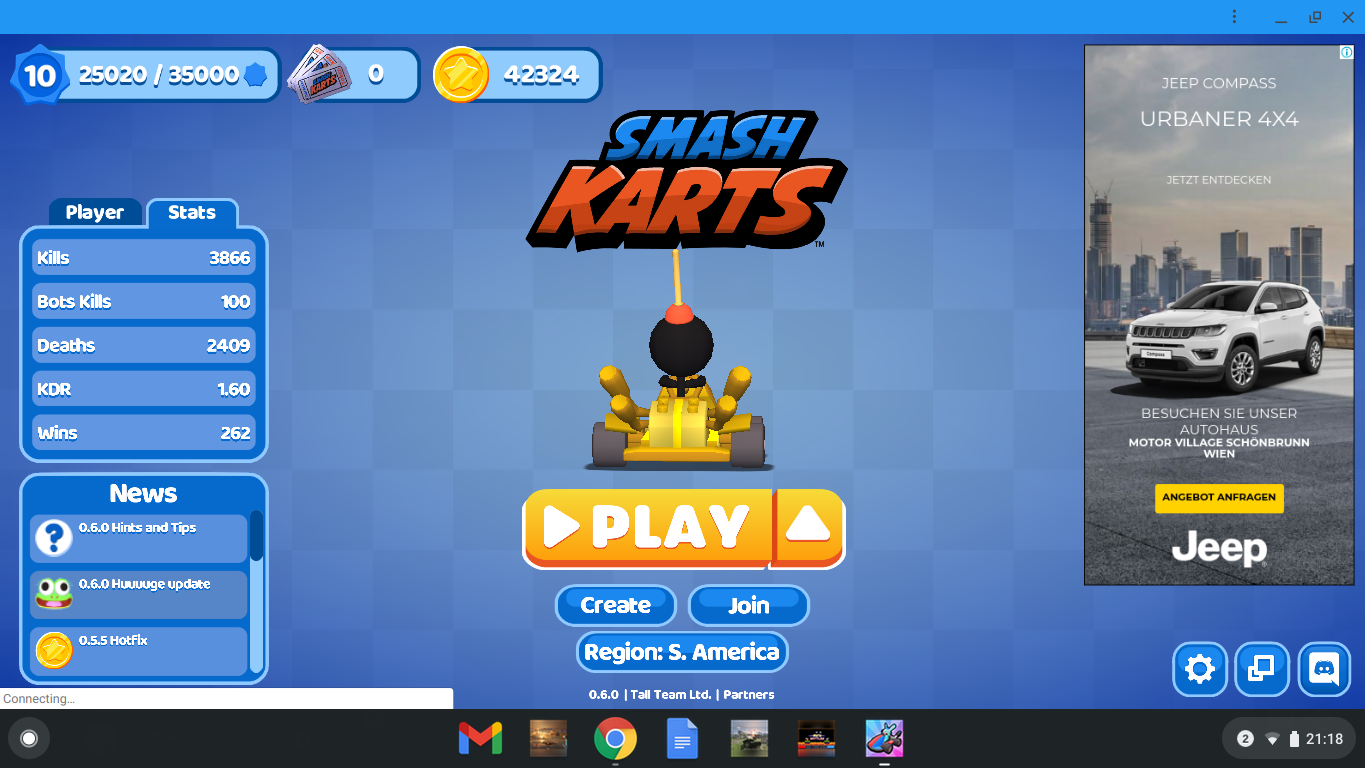 10
25020 / 35000
0
42324
SMASH
KARTS
TM
Player
Stats
Kills 3866
Bots Kills 100
Deaths 2409
KDR 1.60
Wins 262
News
0.6.0 Hints and Tips
0.6.0 Huuuuge update
0.5.5 Hotfix
PLAY
Create
Join
Region: S. America
0.6.0 | Tall Team Ltd. | Partners
JEEP COMPASS
URBANER 4X4
JETZT ENTDECKEN
Compass
BESUCHEN SIE UNSER
AUTOHAUS
MOTOR VILLAGE SCHÖNBRUNN
WIEN
ANGEBOT ANFRAGEN
Jeep
Connecting...
2
21:18